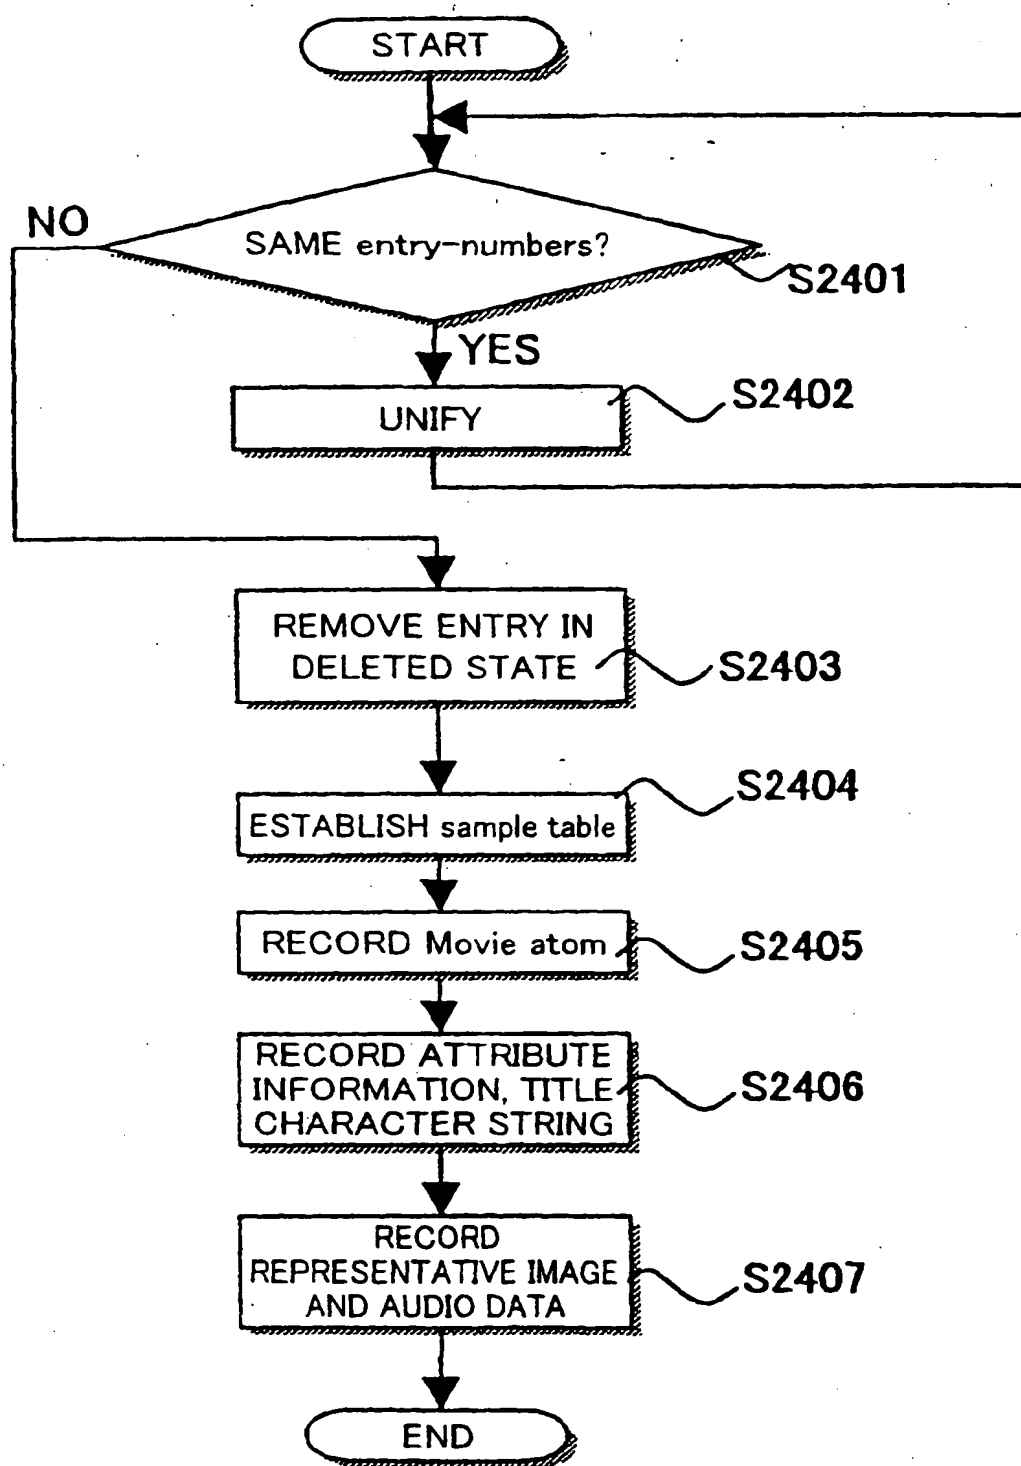 START
NO
SAME entry-numbers?
S2401
YES
UNIFY
S2402
REMOVE ENTRY IN
DELETED STATE
S2403
S2404
ESTABLISH sample table
RECORD Movie atom
S2405
RECORD ATTRIBUTE
INFORMATION, TITLE
CHARACTER STRING
S2406
RECORD
REPRESENTATIVE IMAGE
AND AUDIO DATA
S2407
END